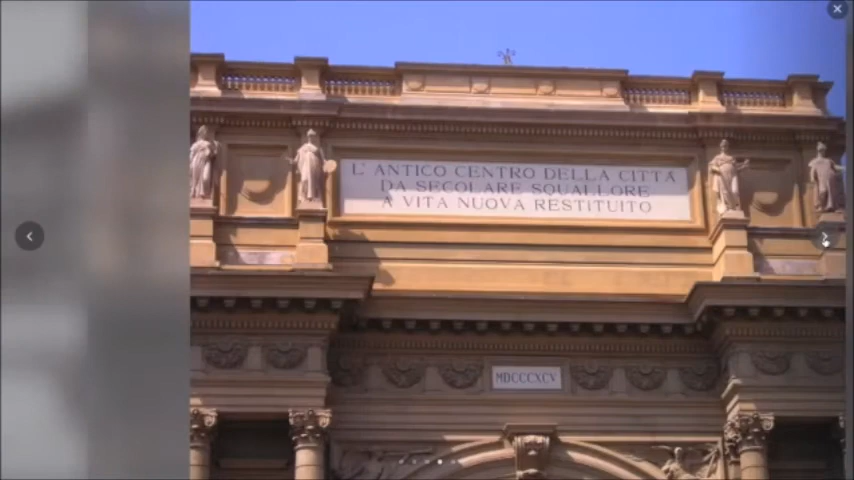 L' ANTICO CENTRO DELLA CITTÀ
DA SECOLARE SQUALLORE
A VITA NUOVA RESTITUITO
MDCCCXCV